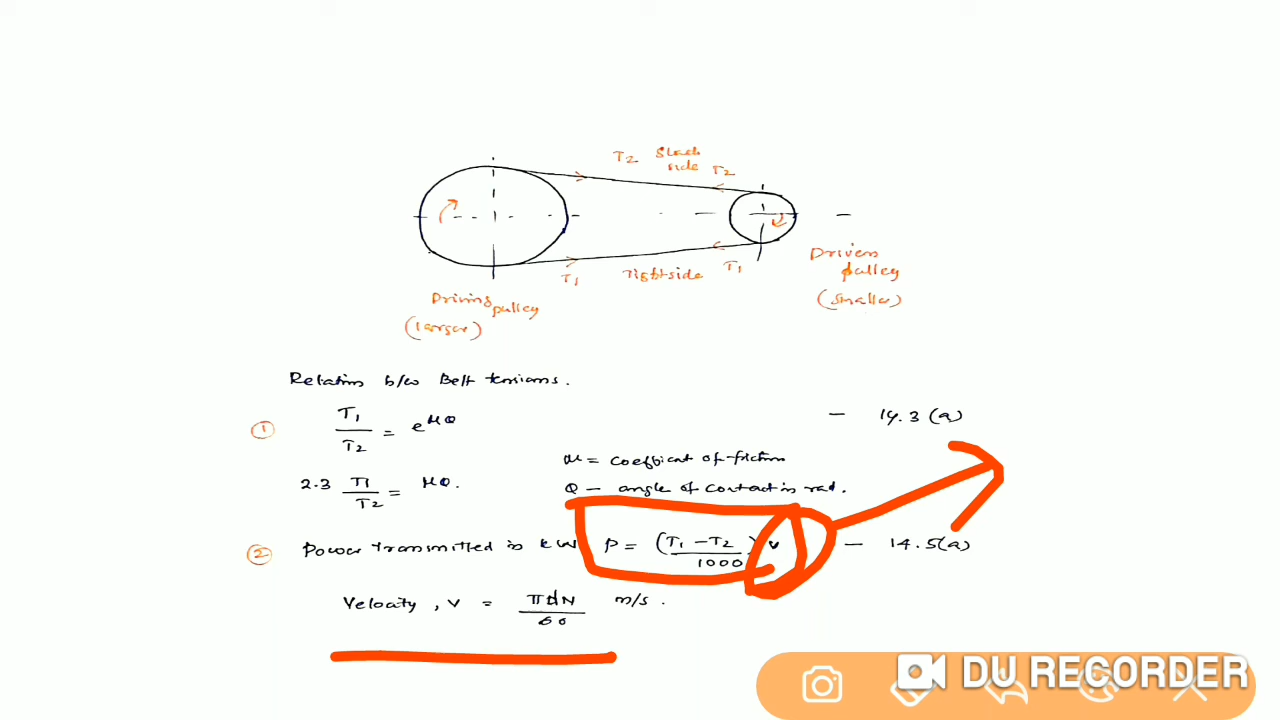 T2 Slack
side T2
T1 Tight side T1
Driven
pulley
(smaller)
Driving pulley
(larger)
Relation b/w Belt tensions.
① T1/T2 = e^μθ — 14.3(a)
μ = coefficient of friction
2.3 T1/T2 = μθ. θ — angle of contact in rad.
② Power transmitted in kW P = (T1 - T2 / 1000) v — 14.5(a)
Velocity, v = πdN/60 m/s.
DU RECORDER